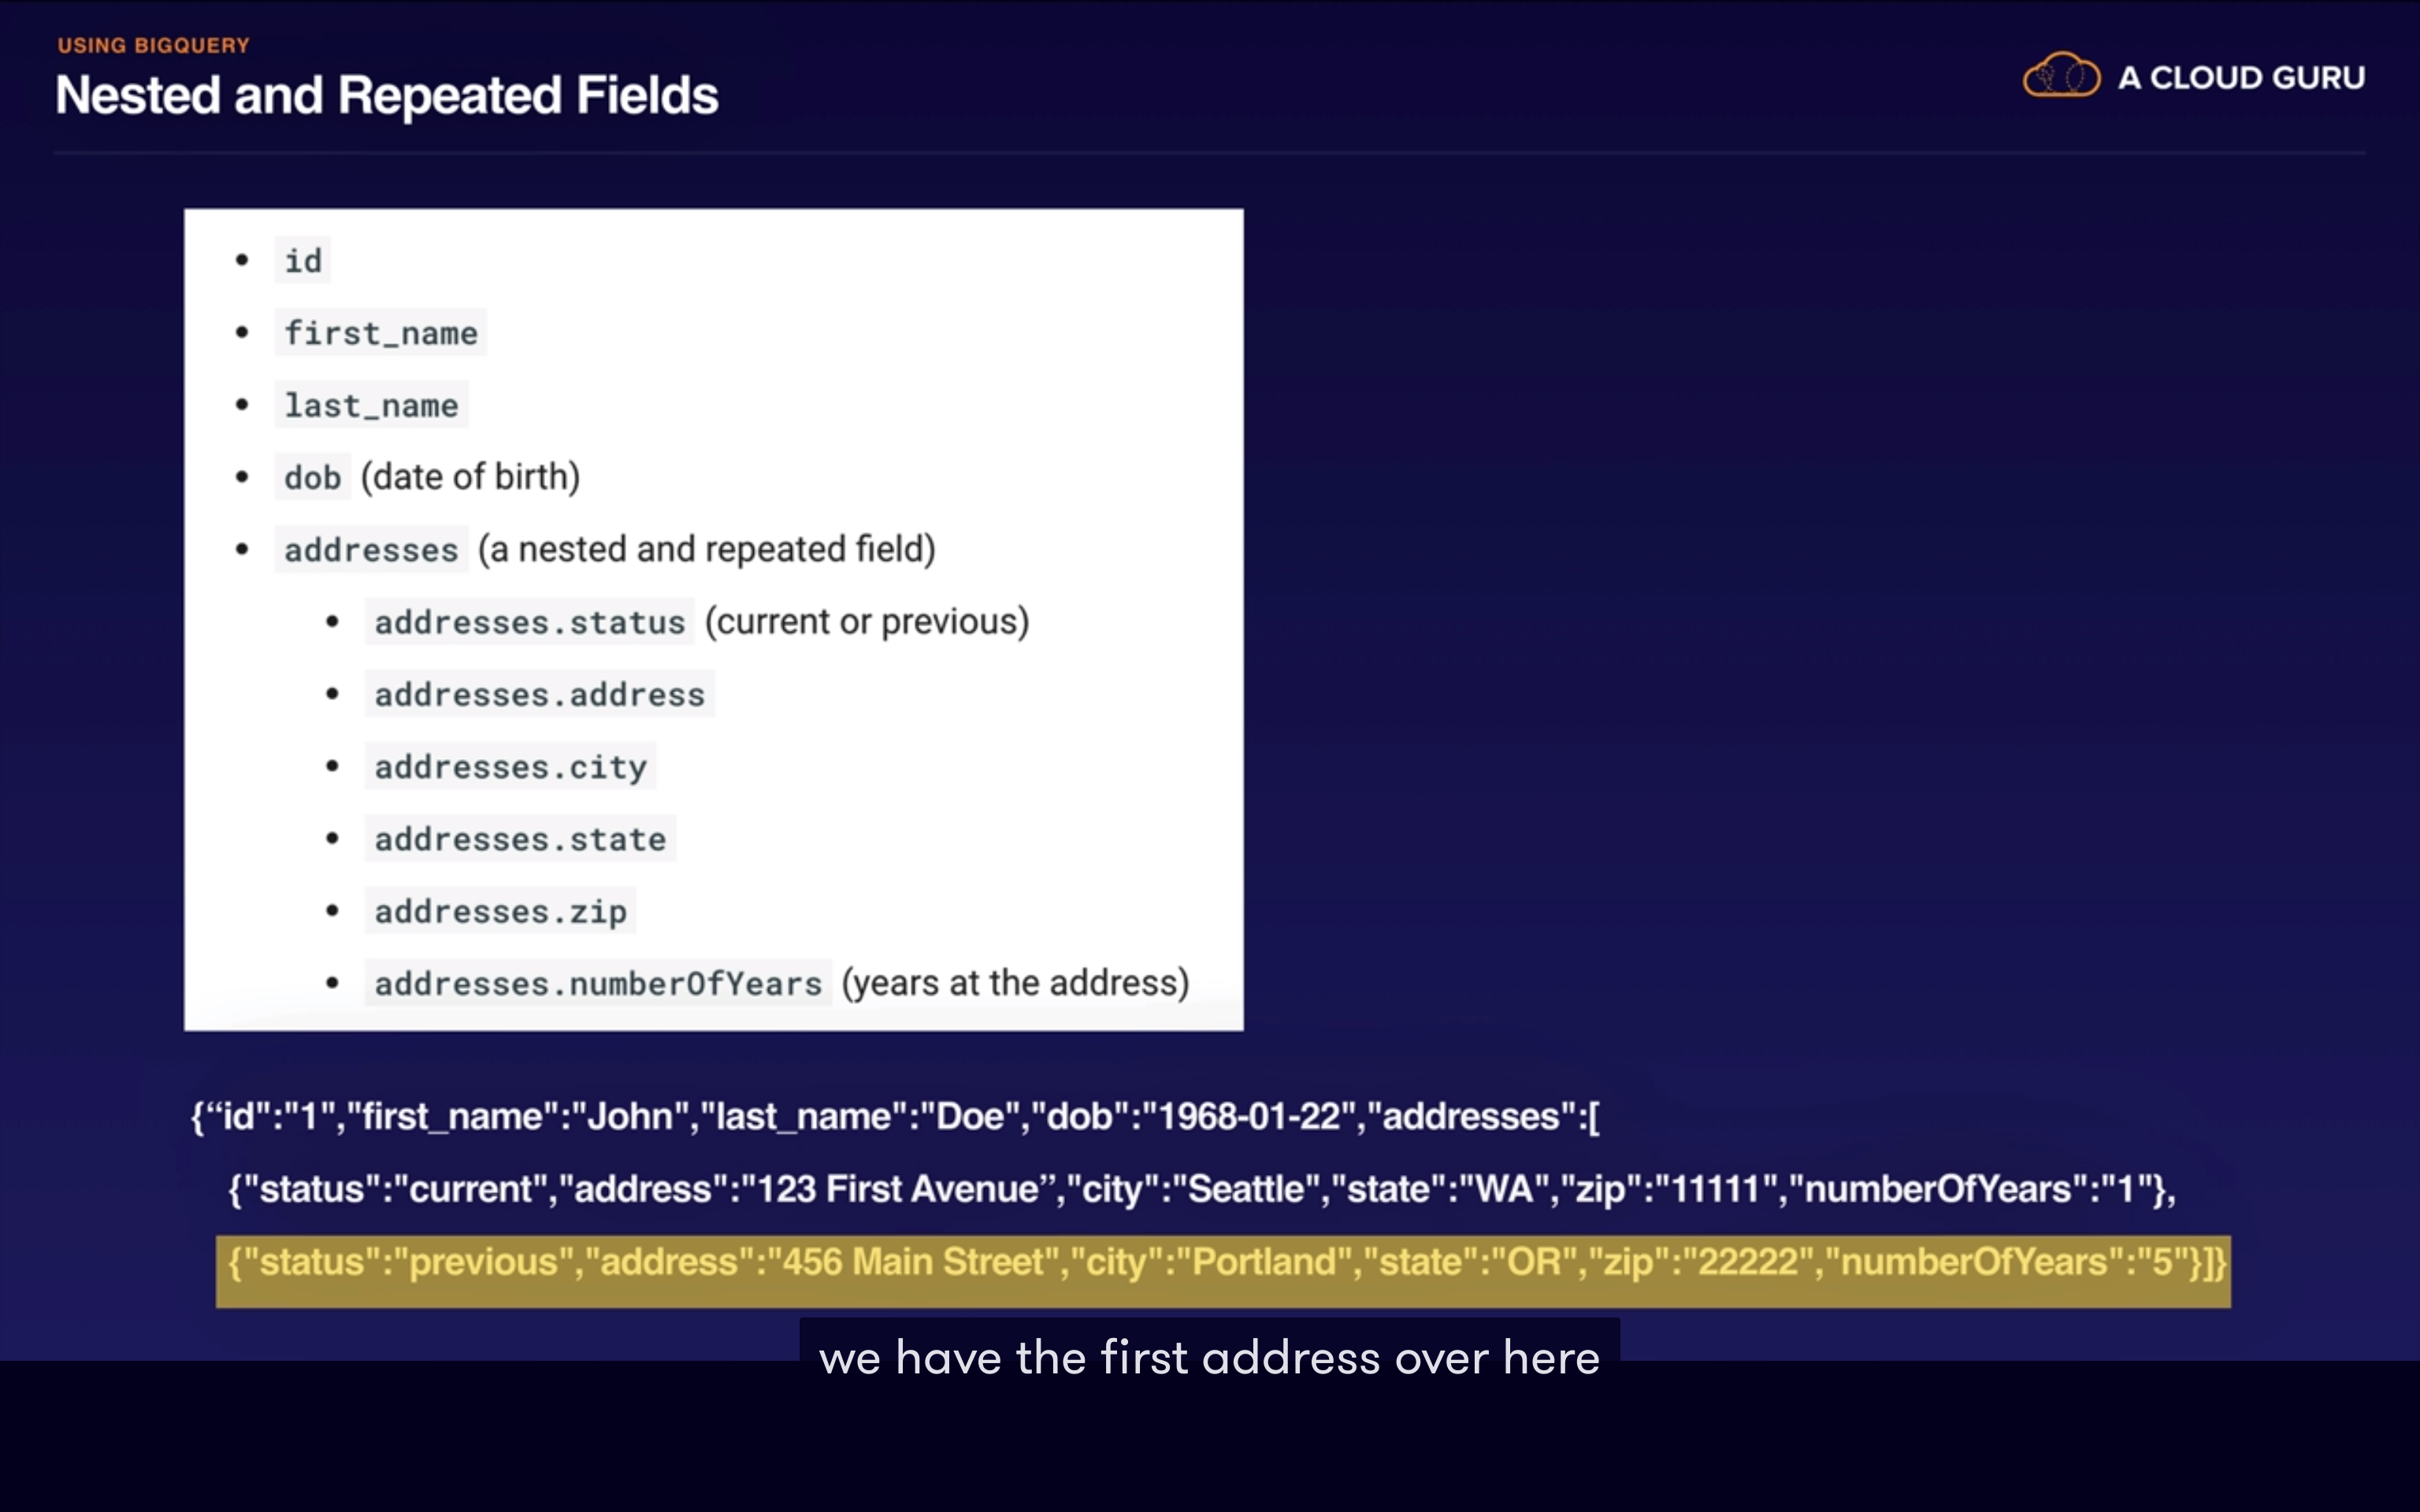 USING BIGQUERY
Nested and Repeated Fields
A CLOUD GURU
• id
• first_name
• last_name
• dob (date of birth)
• addresses (a nested and repeated field)
• addresses.status (current or previous)
• addresses.address
• addresses.city
• addresses.state
• addresses.zip
• addresses.numberOfYears (years at the address)
{“id":"1","first_name":"John","last_name":"Doe","dob":"1968-01-22","addresses":[
{"status":"current","address":"123 First Avenue”,"city":"Seattle","state":"WA","zip":"11111","numberOfYears":"1"},
{"status":"previous","address":"456 Main Street","city":"Portland","state":"OR","zip":"22222","numberOfYears":"5"}]}
we have the first address over here